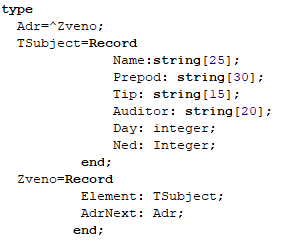 type
  Adr=^Zveno;
  TSubject=Record
              Name:string[25];
              Prepod: string[30];
              Tip: string[15];
              Auditor: string[20];
              Day: integer;
              Ned: Integer;
          end;
  Zveno=Record
          Element: TSubject;
          AdrNext: Adr;
         end;